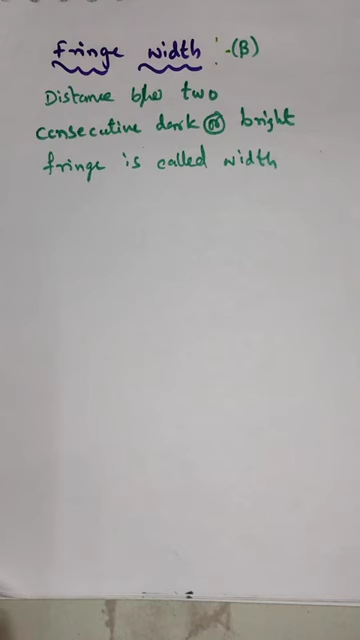 fringe width :- (β)
Distance b/w two
consecutive dark (or) bright
fringe is called width